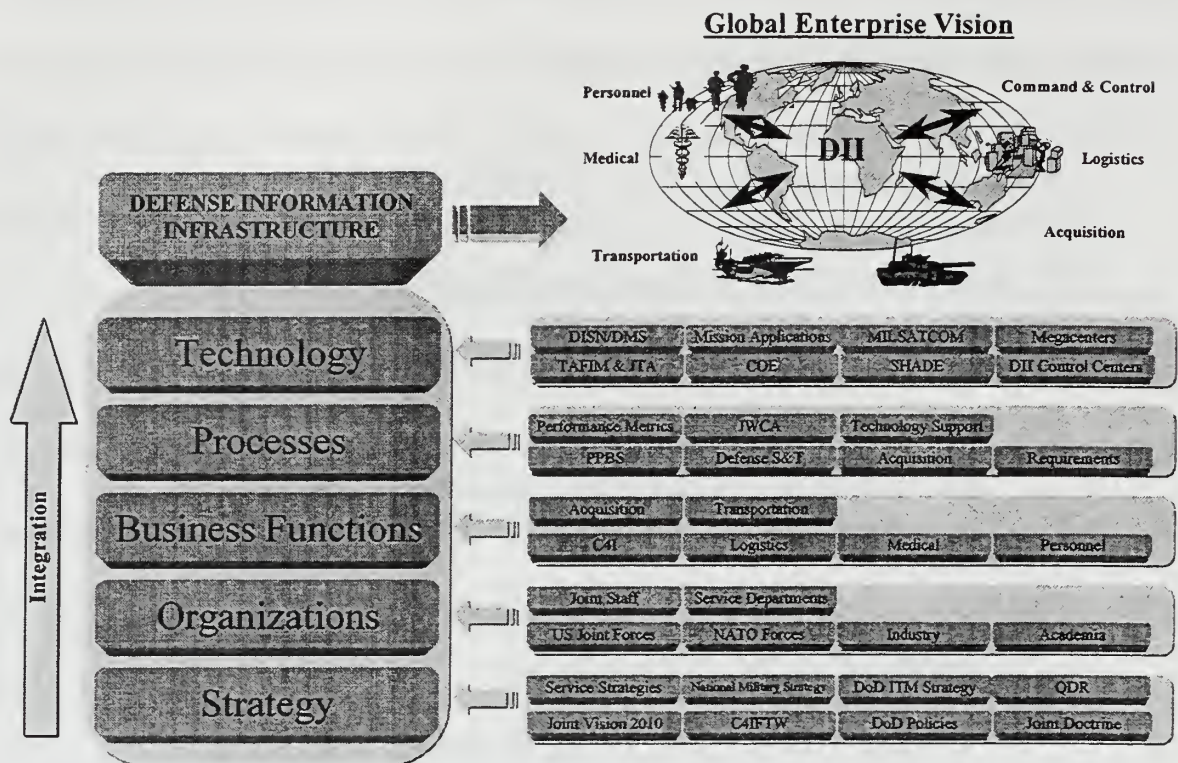 Global Enterprise Vision
Personnel
Command & Control
Medical
DII
Logistics
Acquisition
Transportation
DEFENSE INFORMATION
INFRASTRUCTURE
Integration
Technology
DISN/DMS Mission Applications MILSATCOM Megacenters
TAFIM & JTA COE SHADE DII Control Centers
Processes
Performance Metrics JWCA Technology Support
PPBS Defense S&T Acquisition Requirements
Business Functions
Acquisition Transportation
C4I Logistics Medical Personnel
Organizations
Joint Staff Service Departments
US Joint Forces NATO Forces Industry Academia
Strategy
Service Strategies National Military Strategy DoD ITM Strategy QDR
Joint Vision 2010 C4IFTW DoD Policies Joint Doctrine